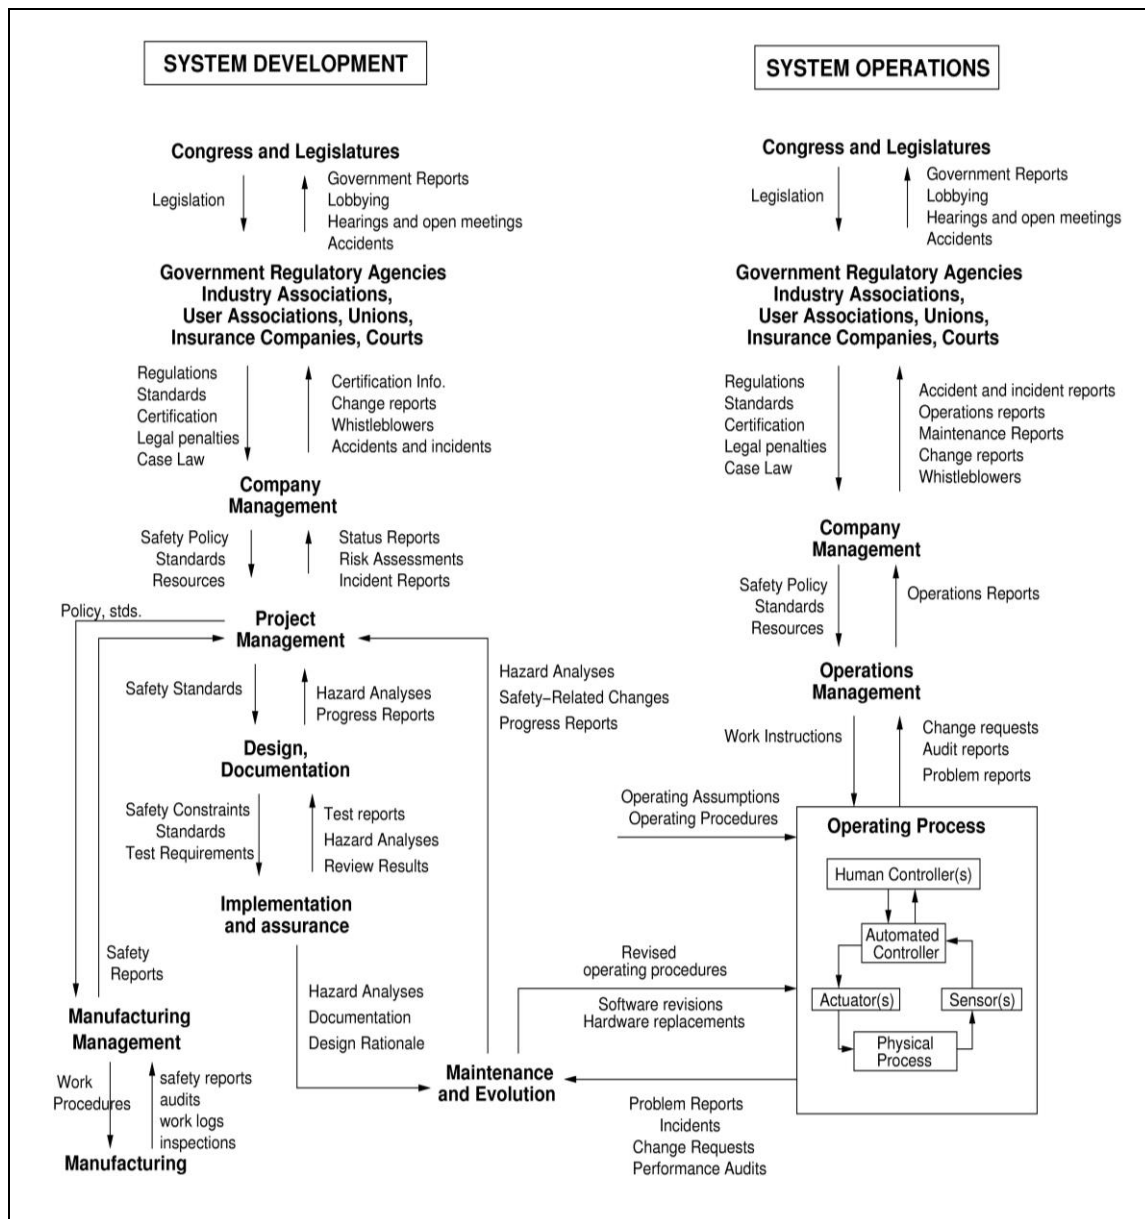 SYSTEM DEVELOPMENT
Congress and Legislatures
Legislation
Government Reports
Lobbying
Hearings and open meetings
Accidents
Government Regulatory Agencies
Industry Associations,
User Associations, Unions,
Insurance Companies, Courts
Regulations
Standards
Certification
Legal penalties
Case Law
Certification Info.
Change reports
Whistleblowers
Accidents and incidents
Company
Management
Safety Policy
Standards
Resources
Status Reports
Risk Assessments
Incident Reports
Policy, stds.
Project
Management
Safety Standards
Hazard Analyses
Progress Reports
Hazard Analyses
Safety-Related Changes
Progress Reports
Design,
Documentation
Safety Constraints
Standards
Test Requirements
Test reports
Hazard Analyses
Review Results
Implementation
and assurance
Safety
Reports
Hazard Analyses
Documentation
Design Rationale
Manufacturing
Management
Work
Procedures
safety reports
audits
work logs
inspections
Manufacturing
Maintenance
and Evolution
SYSTEM OPERATIONS
Congress and Legislatures
Legislation
Government Reports
Lobbying
Hearings and open meetings
Accidents
Government Regulatory Agencies
Industry Associations,
User Associations, Unions,
Insurance Companies, Courts
Regulations
Standards
Certification
Legal penalties
Case Law
Accident and incident reports
Operations reports
Maintenance Reports
Change reports
Whistleblowers
Company
Management
Safety Policy
Standards
Resources
Operations Reports
Operations
Management
Work Instructions
Change requests
Audit reports
Problem reports
Operating Assumptions
Operating Procedures
Operating Process
Human Controller(s)
Automated
Controller
Actuator(s)
Sensor(s)
Physical
Process
Revised
operating procedures
Software revisions
Hardware replacements
Problem Reports
Incidents
Change Requests
Performance Audits